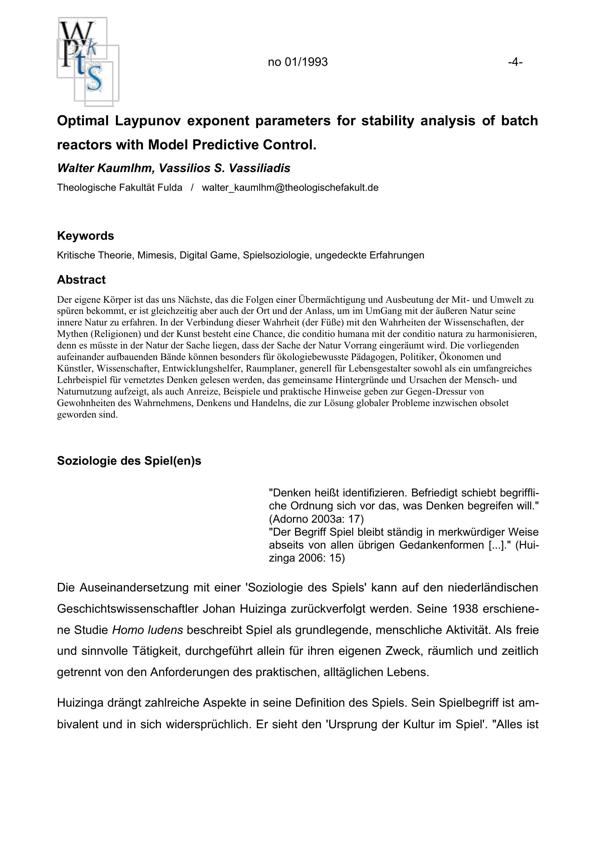 W
P k
t s
S
no 01/1993 -4-
Optimal Laypunov exponent parameters for stability analysis of batch
reactors with Model Predictive Control.
Walter Kaumlhm, Vassilios S. Vassiliadis
Theologische Fakultät Fulda / walter_kaumlhm@theologischefakult.de
Keywords
Kritische Theorie, Mimesis, Digital Game, Spielsoziologie, ungedeckte Erfahrungen
Abstract
Der eigene Körper ist das uns Nächste, das die Folgen einer Übermächtigung und Ausbeutung der Mit- und Umwelt zu
spüren bekommt, er ist gleichzeitig aber auch der Ort und der Anlass, um im UmGang mit der äußeren Natur seine
innere Natur zu erfahren. In der Verbindung dieser Wahrheit (der Füße) mit den Wahrheiten der Wissenschaften, der
Mythen (Religionen) und der Kunst besteht eine Chance, die conditio humana mit der conditio natura zu harmonisieren,
denn es müsste in der Natur der Sache liegen, dass der Sache der Natur Vorrang eingeräumt wird. Die vorliegenden
aufeinander aufbauenden Bände können besonders für ökologiebewusste Pädagogen, Politiker, Ökonomen und
Künstler, Wissenschafter, Entwicklungshelfer, Raumplaner, generell für Lebensgestalter sowohl als ein umfangreiches
Lehrbeispiel für vernetztes Denken gelesen werden, das gemeinsame Hintergründe und Ursachen der Mensch- und
Naturnutzung aufzeigt, als auch Anreize, Beispiele und praktische Hinweise geben zur Gegen-Dressur von
Gewohnheiten des Wahrnehmens, Denkens und Handelns, die zur Lösung globaler Probleme inzwischen obsolet
geworden sind.
Soziologie des Spiel(en)s
"Denken heißt identifizieren. Befriedigt schiebt begriffli-
che Ordnung sich vor das, was Denken begreifen will."
(Adorno 2003a: 17)
"Der Begriff Spiel bleibt ständig in merkwürdiger Weise
abseits von allen übrigen Gedankenformen [...]." (Hui-
zinga 2006: 15)
Die Auseinandersetzung mit einer 'Soziologie des Spiels' kann auf den niederländischen
Geschichtswissenschaftler Johan Huizinga zurückverfolgt werden. Seine 1938 erschiene-
ne Studie Homo ludens beschreibt Spiel als grundlegende, menschliche Aktivität. Als freie
und sinnvolle Tätigkeit, durchgeführt allein für ihren eigenen Zweck, räumlich und zeitlich
getrennt von den Anforderungen des praktischen, alltäglichen Lebens.
Huizinga drängt zahlreiche Aspekte in seine Definition des Spiels. Sein Spielbegriff ist am-
bivalent und in sich widersprüchlich. Er sieht den 'Ursprung der Kultur im Spiel'. "Alles ist